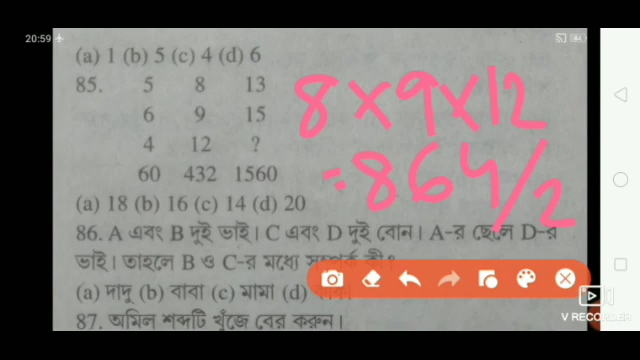 20:59
(a) 1 (b) 5 (c) 4 (d) 6
85. 5 8 13
6 9 15
4 12 ?
60 432 1560
(a) 18 (b) 16 (c) 14 (d) 20
86. A এবং B দুই ভাই। C এবং D দুই বোন। A-র ছেলে D-র
ভাই। তাহলে B ও C-র মধ্যে সম্পর্ক কী?
(a) দাদু (b) বাবা (c) মামা (d)
87. অমিল শব্দটি খুঁজে বের করুন।
8×9×12
=864/2
V RECORDER